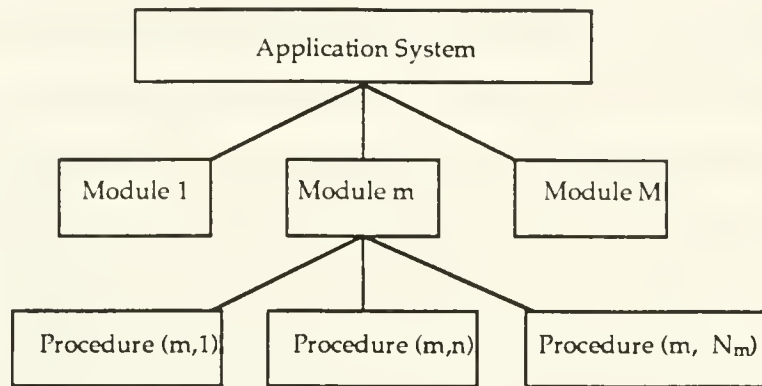 Application System
Module 1
Module m
Module M
Procedure (m,1)
Procedure (m,n)
Procedure (m, Nm)